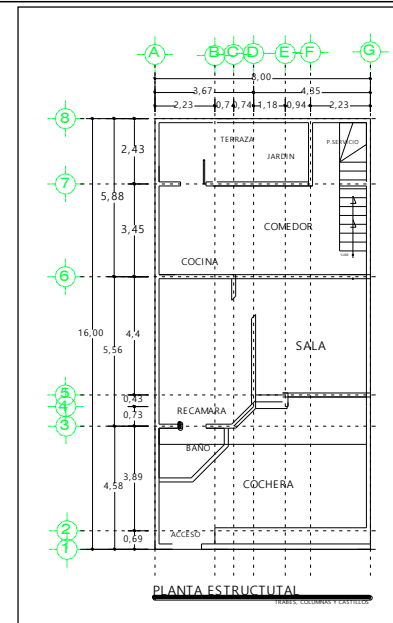 A B C D E F G
8,00
3,67 4,35
2,23 0,7 0,74 1,18 0,94 2,23
8
TERRAZA
P.SERVICIO
2,43
JARDIN
7
5,88
COMEDOR
3,45
COCINA
6
16,00
4,4
5,56
SALA
5
0,43
4
RECAMARA
0,73
3
BAÑO
3,89
4,58
COCHERA
2
ACCESO
0,69
1
PLANTA ESTRUCTUTAL
TRABES, COLUMNAS Y CASTILLOS